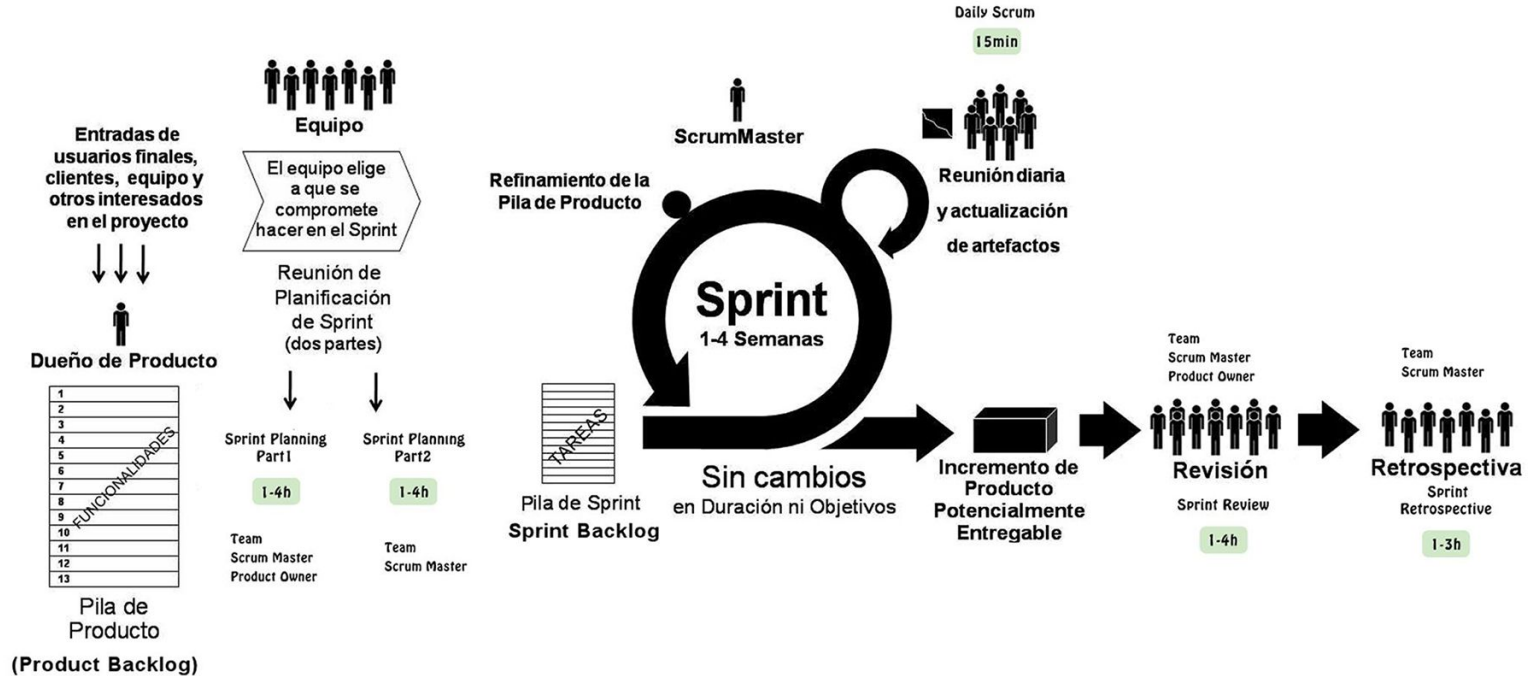 Entradas de
usuarios finales,
clientes, equipo y
otros interesados
en el proyecto
Dueño de Producto
1
2
3
4
5
6
7
8
9
10
11
12
13
FUNCIONALIDADES
Pila de
Producto
(Product Backlog)
Equipo
El equipo elige
a que se
compromete
hacer en el Sprint
Reunión de
Planificación
de Sprint
(dos partes)
Sprint Planning
Part1
1-4h
Team
Scrum Master
Product Owner
Sprint Planning
Part2
1-4h
Team
Scrum Master
ScrumMaster
Refinamiento de la
Pila de Producto
Daily Scrum
15min
Reunión diaria
y actualización
de artefactos
Sprint
1-4 Semanas
TAREAS
Pila de Sprint
Sprint Backlog
Sin cambios
en Duración ni Objetivos
Incremento de
Producto
Potencialmente
Entregable
Team
Scrum Master
Product Owner
Revisión
Sprint Review
1-4h
Team
Scrum Master
Retrospectiva
Sprint
Retrospective
1-3h